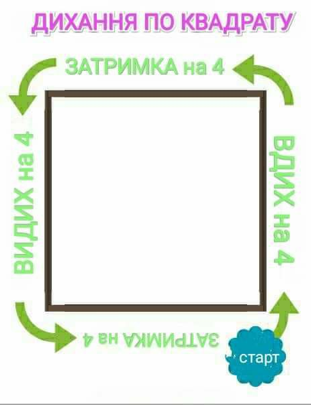 ДИХАННЯ ПО КВАДРАТУ
ЗАТРИМКА на 4
ВИДИХ на 4
ВДИХ на 4
ЗАТРИМКА на 4
старт